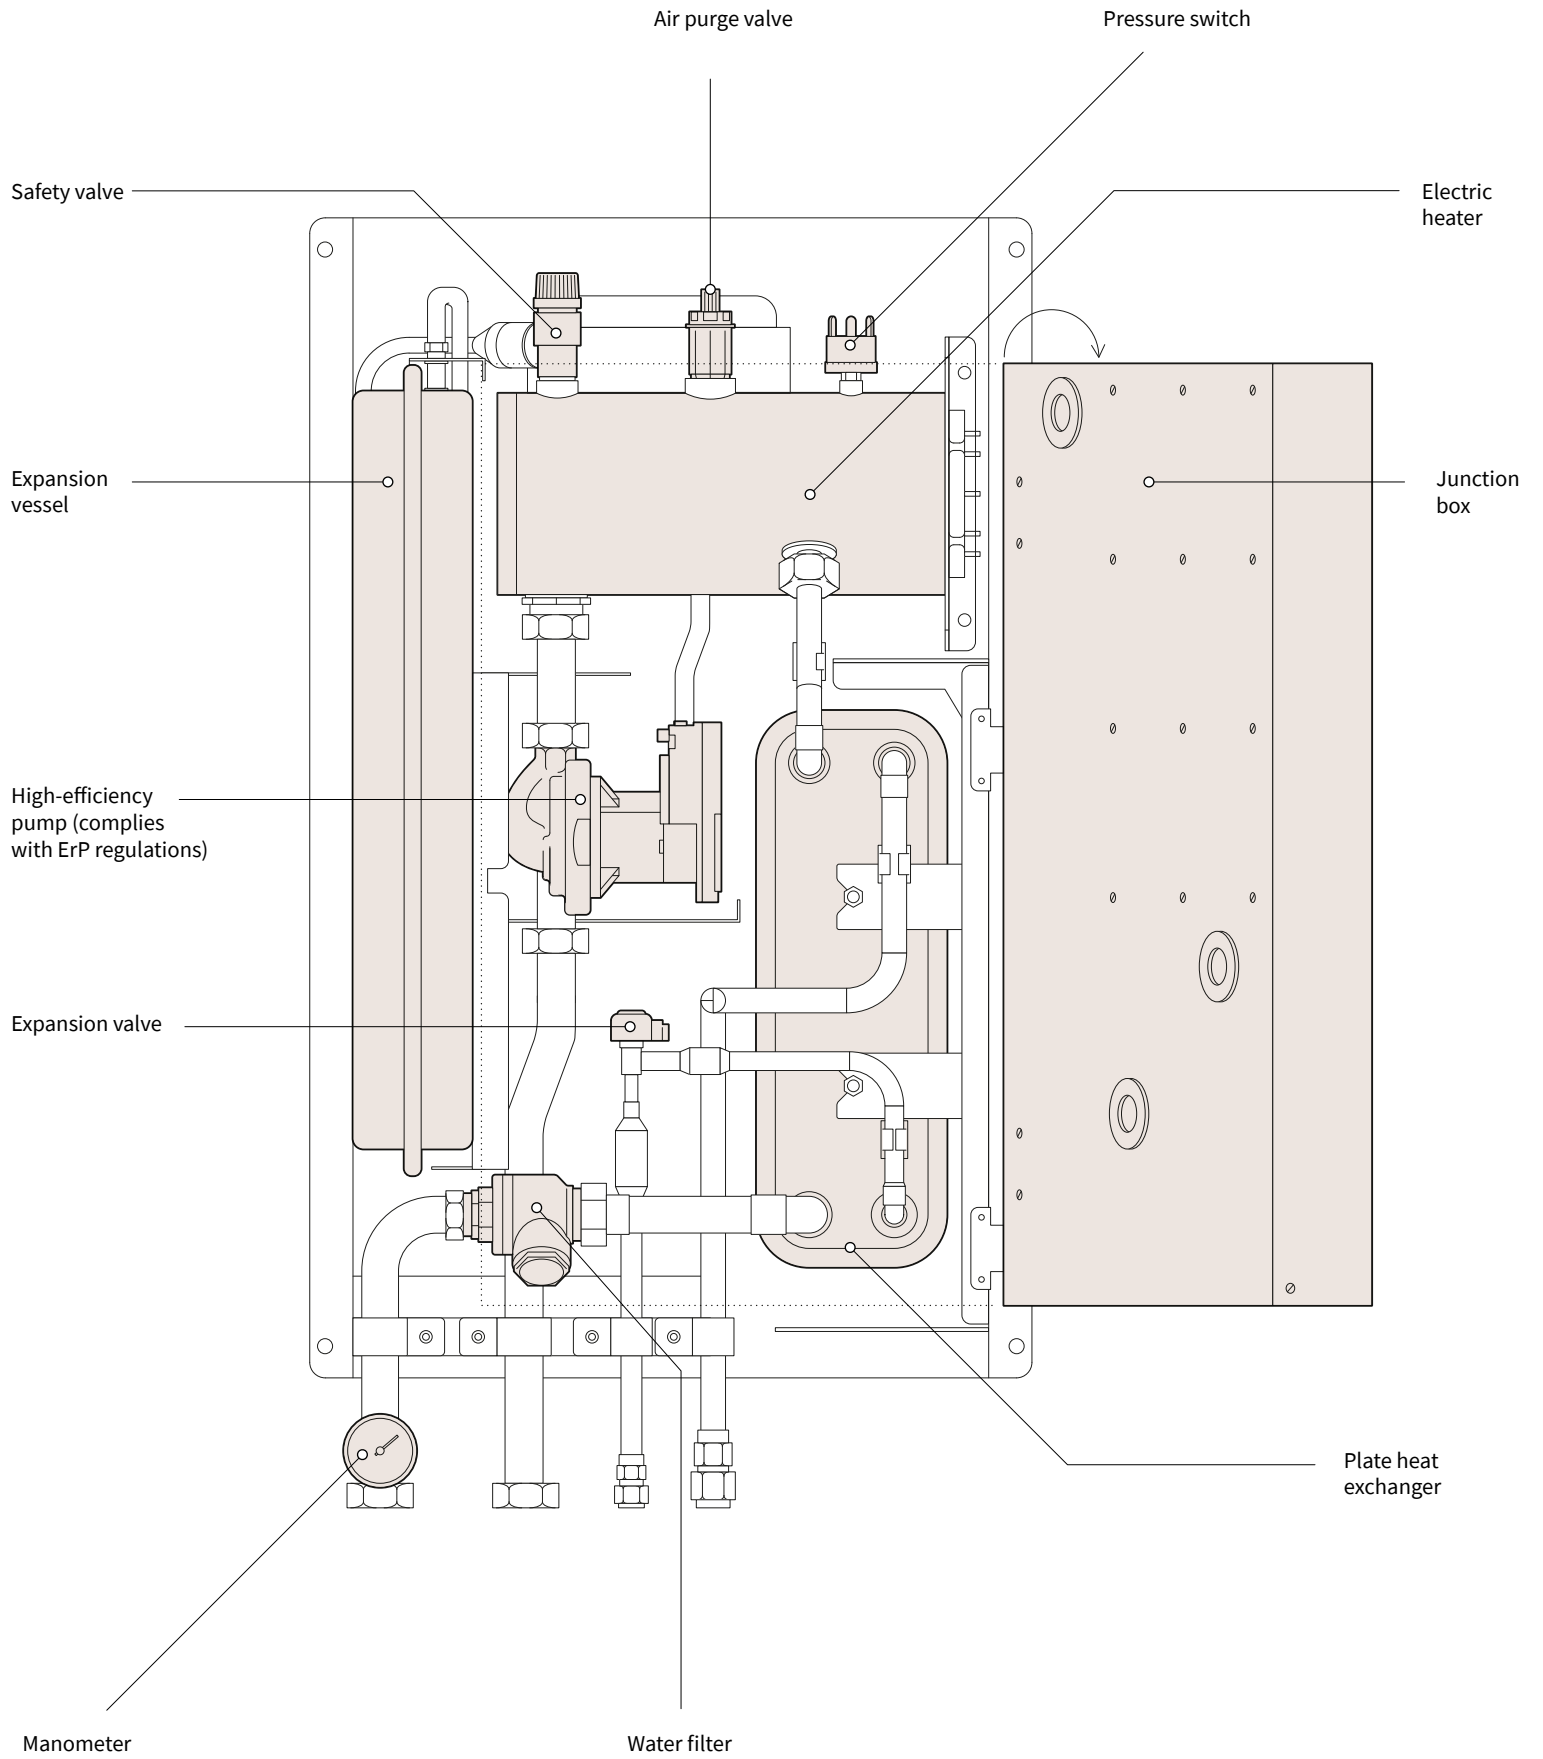 Air purge valve
Pressure switch
Safety valve
Electric
heater
Expansion
vessel
Junction
box
High-efficiency
pump (complies
with ErP regulations)
Expansion valve
Plate heat
exchanger
Manometer
Water filter